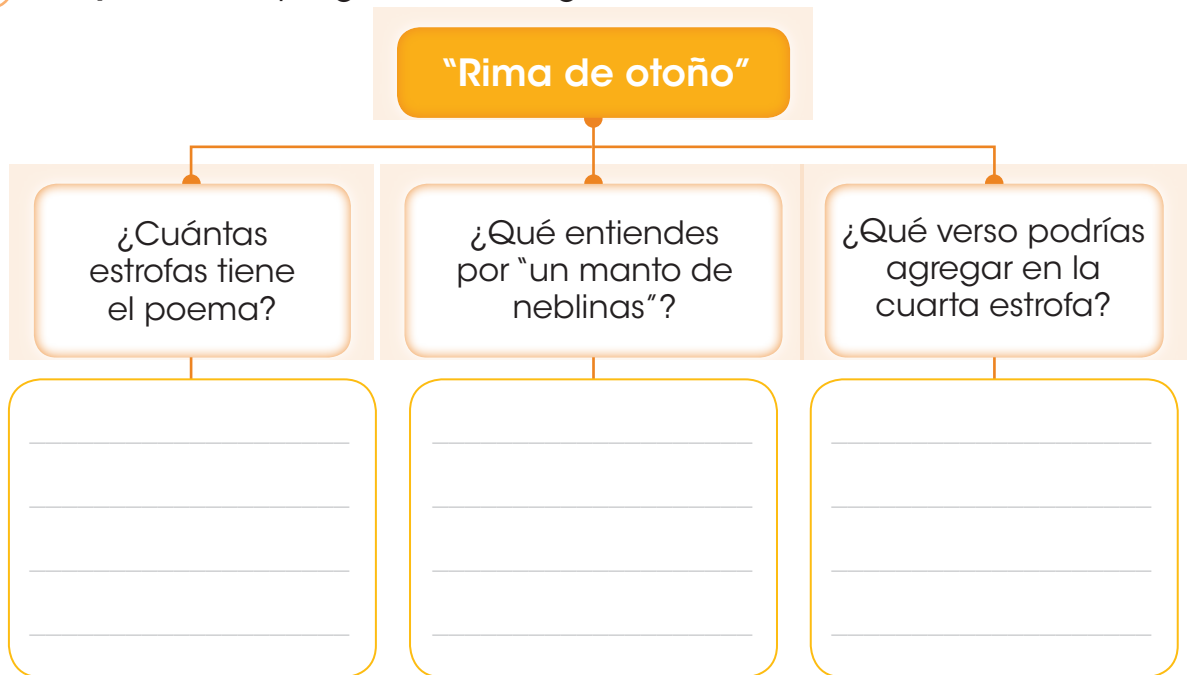 "Rima de otoño"
¿Cuántas
estrofas tiene
el poema?
¿Qué entiendes
por "un manto de
neblinas"?
¿Qué verso podrías
agregar en la
cuarta estrofa?